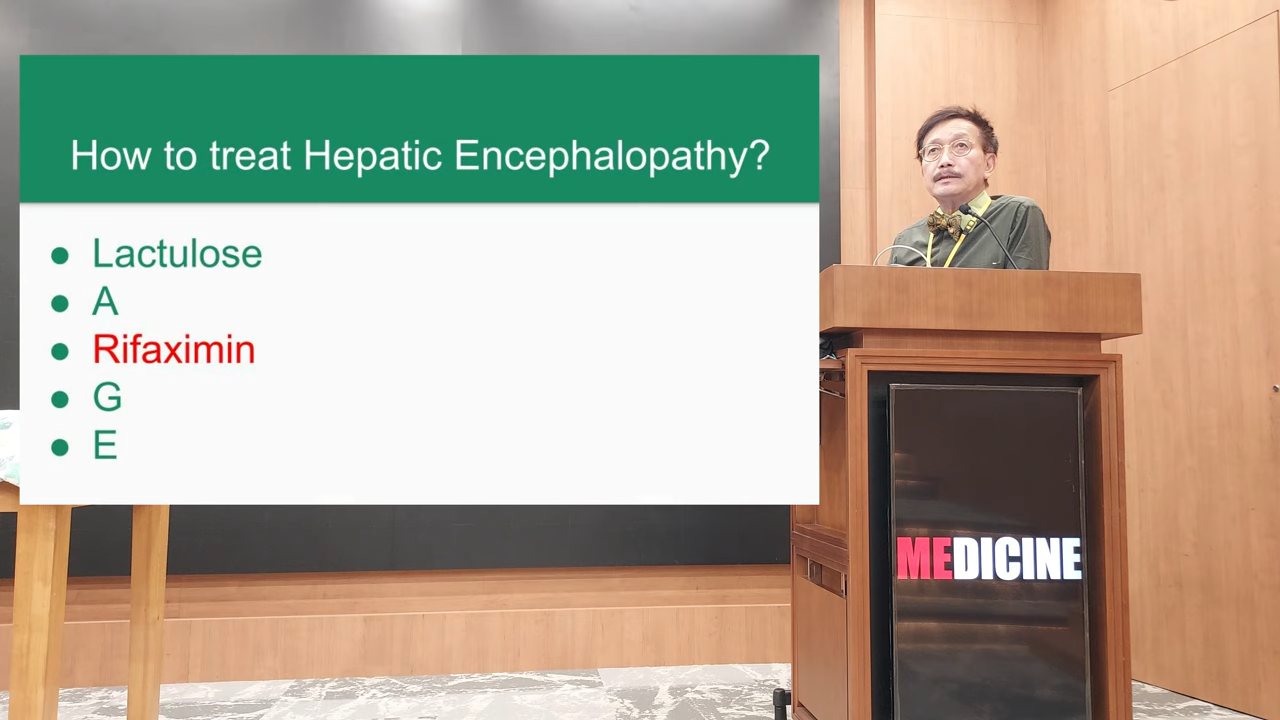 How to treat Hepatic Encephalopathy?
● Lactulose
● A
● Rifaximin
● G
● E
MEDICINE